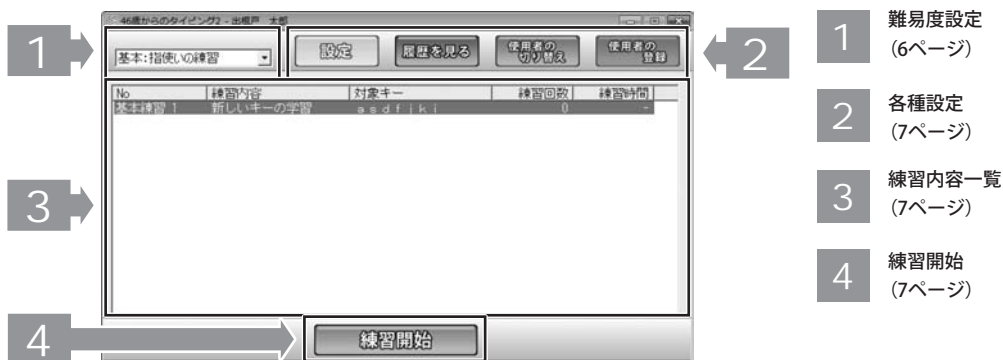 46歳からのタイピング2 - 出樞戸 太郎
1
基本:指使いの練習
設定
履歴を見る
使用者の
切り替え
使用者の
登録
2
No 練習内容 対象キー 練習回数 練習時間
基本練習 1 新しいキーの学習 a s d f j k l 0 -
3
4
練習開始
1
難易度設定
(6ページ)
2
各種設定
(7ページ)
3
練習内容一覧
(7ページ)
4
練習開始
(7ページ)